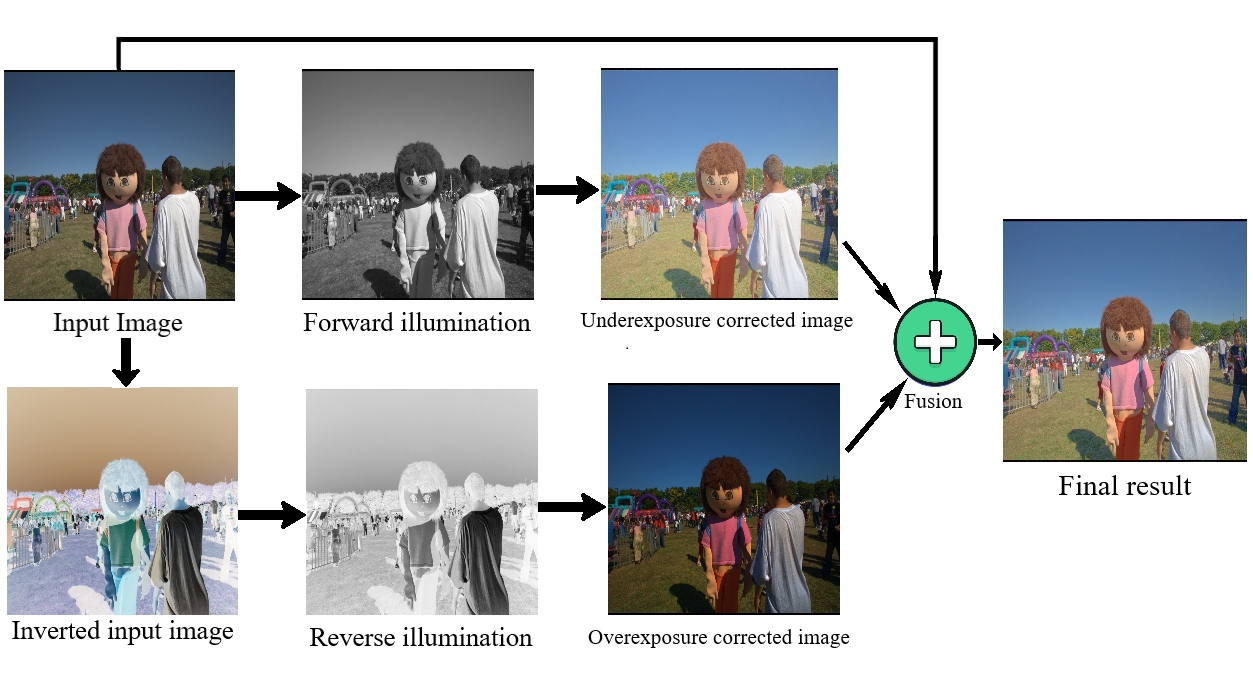 Input Image
Forward illumination
Underexposure corrected image
Fusion
Final result
Inverted input image
Reverse illumination
Overexposure corrected image